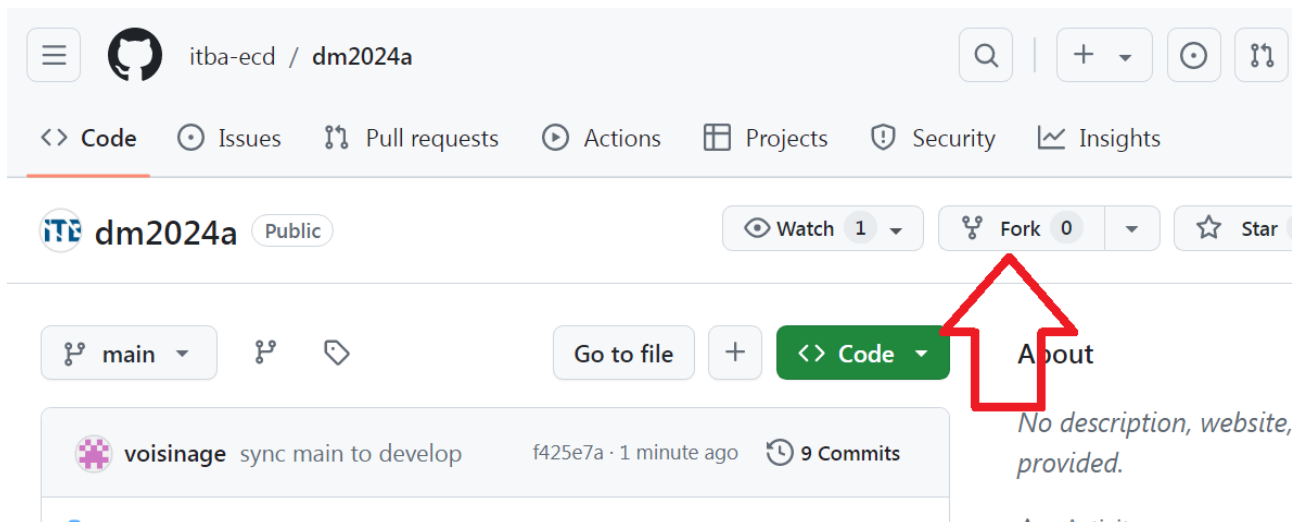 itba-ecd / dm2024a
Code Issues Pull requests Actions Projects Security Insights
dm2024a Public Watch 1 Fork 0 Star
main Go to file Code About
voisinage sync main to develop f425e7a · 1 minute ago 9 Commits
No description, website,
provided.